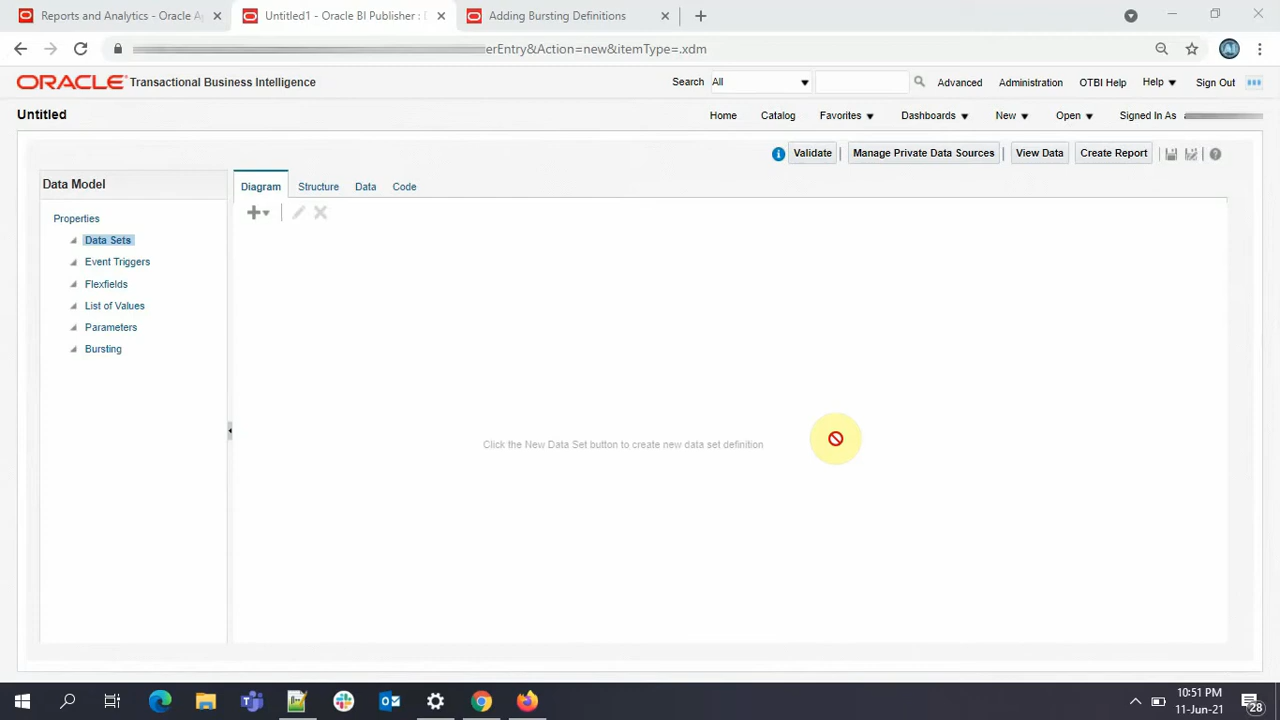 Reports and Analytics - Oracle A
Untitled1 - Oracle BI Publisher : D
Adding Bursting Definitions
erEntry&Action=new&itemType=.xdm
ORACLE Transactional Business Intelligence
Search All Advanced Administration OTBI Help Help Sign Out
Untitled
Home Catalog Favorites Dashboards New Open Signed In As
Validate Manage Private Data Sources View Data Create Report
Data Model
Diagram Structure Data Code
Properties
Data Sets
Event Triggers
Flexfields
List of Values
Parameters
Bursting
Click the New Data Set button to create new data set definition
10:51 PM
11-Jun-21
28